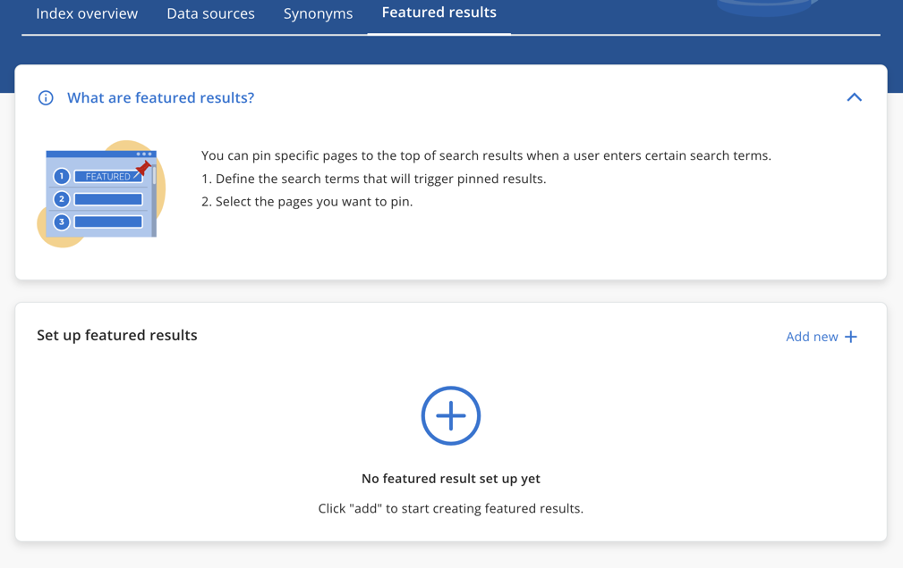 Index overview
Data sources
Synonyms
Featured results
What are featured results?
1
FEATURED
2
3
You can pin specific pages to the top of search results when a user enters certain search terms.
1. Define the search terms that will trigger pinned results.
2. Select the pages you want to pin.
Set up featured results
Add new
No featured result set up yet
Click "add" to start creating featured results.